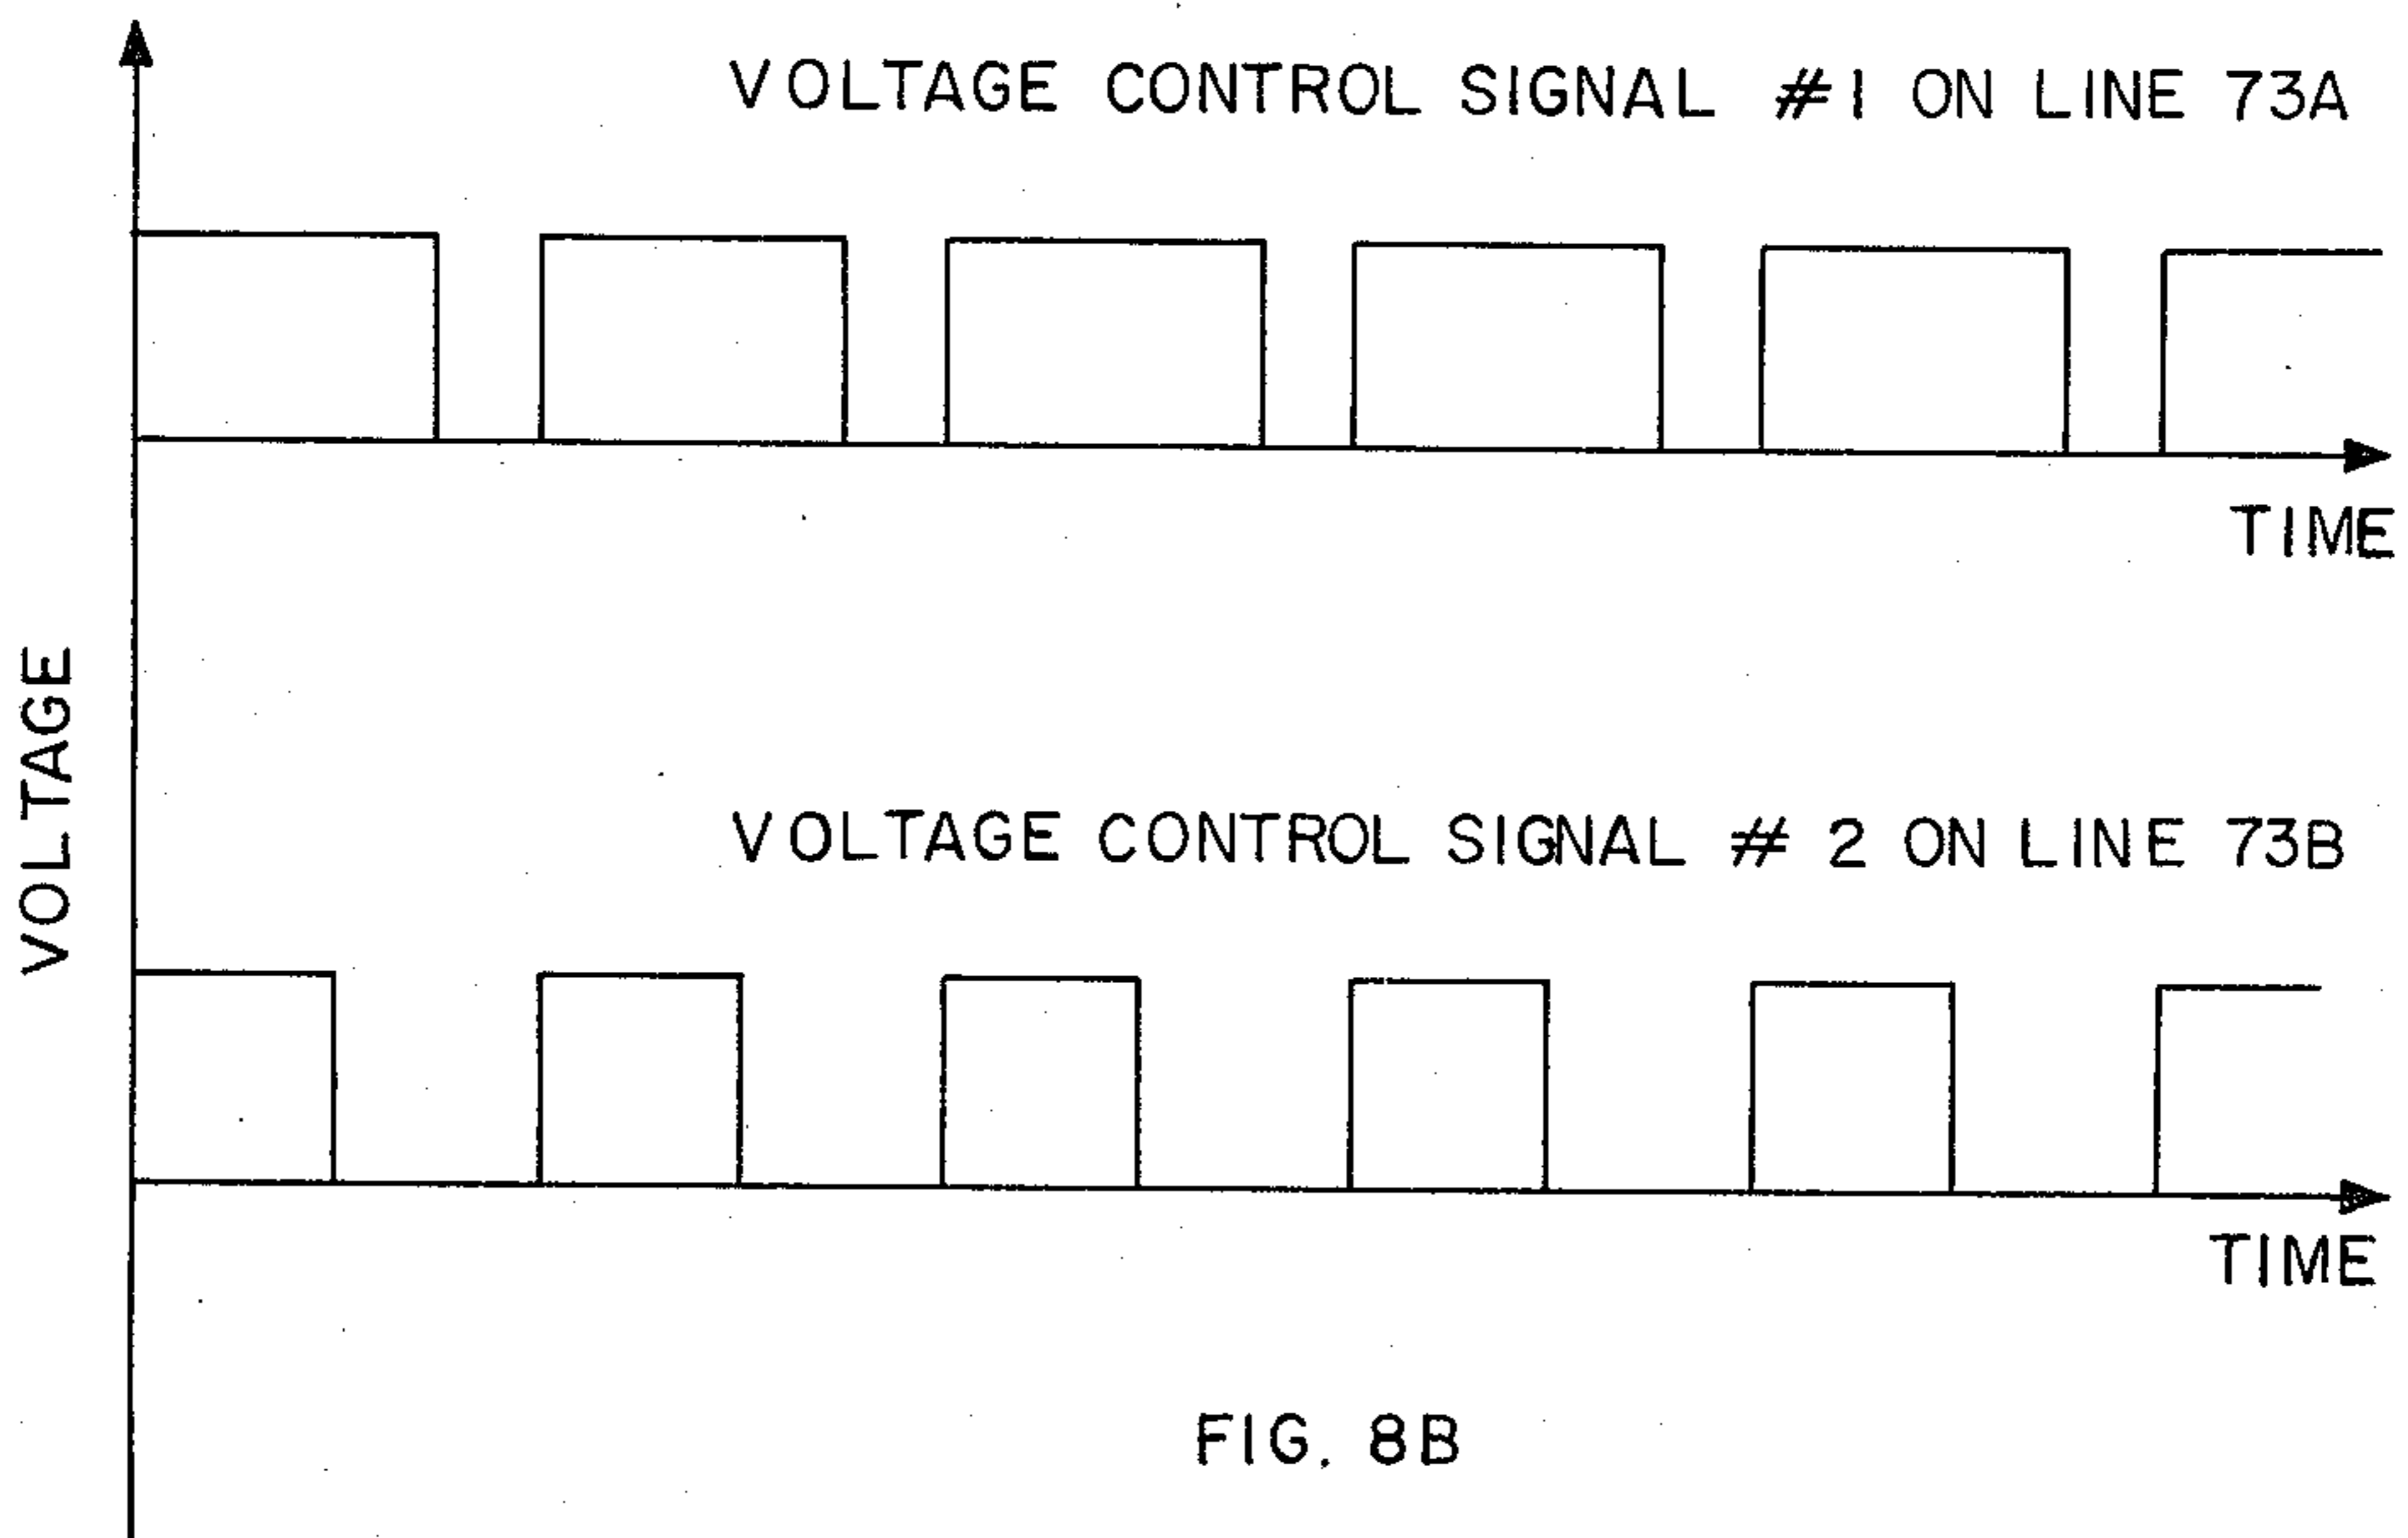 VOLTAGE CONTROL SIGNAL #1 ON LINE 73A
TIME
VOLTAGE
VOLTAGE CONTROL SIGNAL # 2 ON LINE 73B
TIME
FIG. 8B